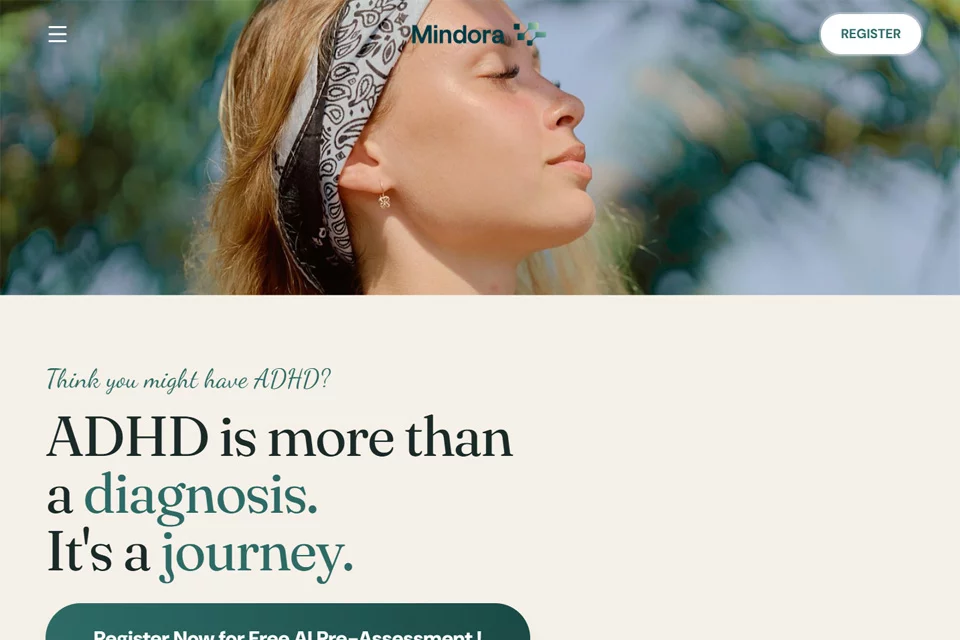 Mindora
REGISTER
Think you might have ADHD?
ADHD is more than
a diagnosis.
It's a journey.
Register Now for Free AI Pre-Assessment !